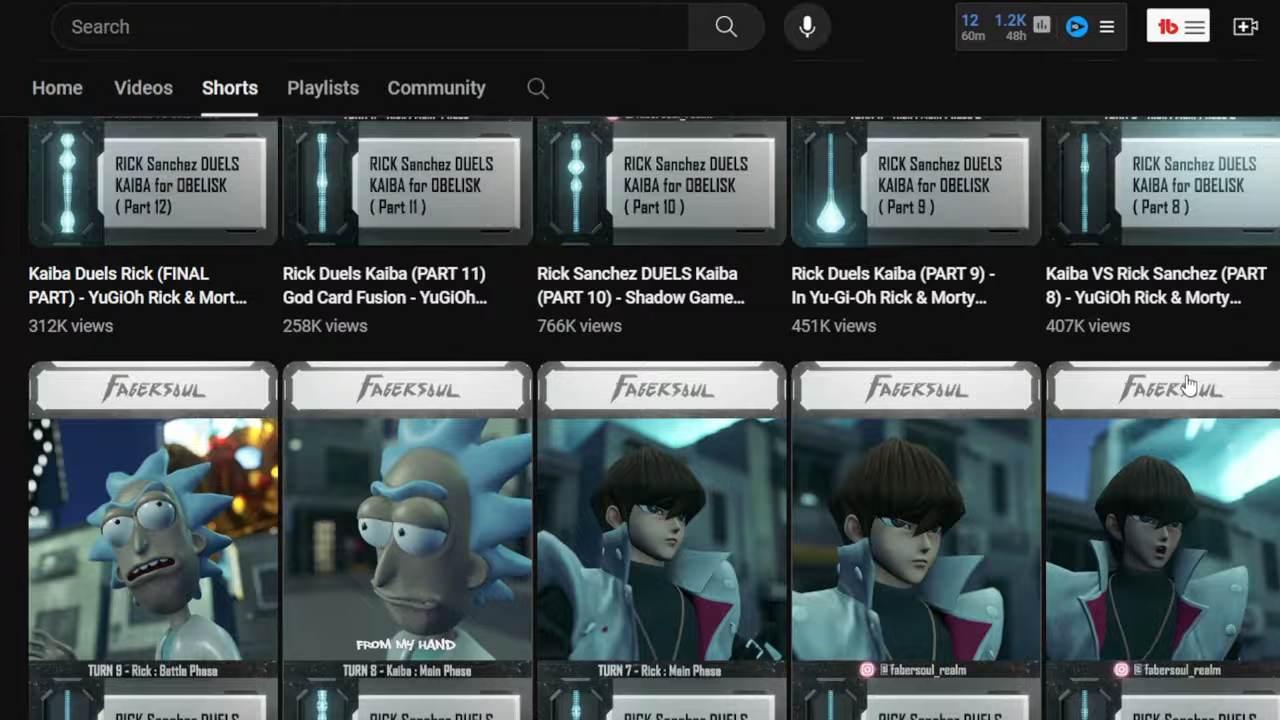 Search
12
60m
1.2K
48h
Home
Videos
Shorts
Playlists
Community
RICK Sanchez DUELS
KAIBA for OBELISK
( Part 12)
RICK Sanchez DUELS
KAIBA for OBELISK
( Part 11 )
RICK Sanchez DUELS
KAIBA for OBELISK
( Part 10 )
RICK Sanchez DUELS
KAIBA for OBELISK
( Part 9 )
RICK Sanchez DUELS
KAIBA for OBELISK
( Part 8 )
Kaiba Duels Rick (FINAL
PART) - YuGiOh Rick & Mort...
312K views
Rick Duels Kaiba (PART 11)
God Card Fusion - YuGiOh...
258K views
Rick Sanchez DUELS Kaiba
(PART 10) - Shadow Game...
766K views
Rick Duels Kaiba (PART 9) -
In Yu-Gi-Oh Rick & Morty...
451K views
Kaiba VS Rick Sanchez (PART
8) - YuGiOh Rick & Morty...
407K views
FABERSOUL
FABERSOUL
FABERSOUL
FABERSOUL
FABERSOUL
FROM MY HAND
TURN 9 - Rick : Battle Phase
TURN 8 - Kaiba : Main Phase
TURN 7 - Rick : Main Phase
@fabersoul_realm
@fabersoul_realm